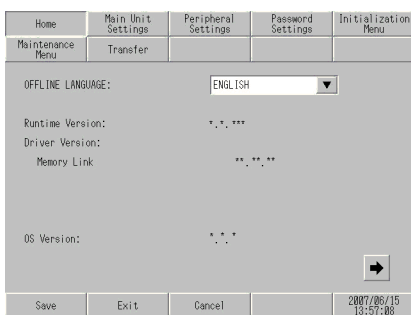 Home
Main Unit
Settings
Peripheral
Settings
Password
Settings
Initialization
Menu
Maintenance
Menu
Transfer
OFFLINE LANGUAGE:
ENGLISH
Runtime Version:
*.*.***
Driver Version:
Memory Link
**.**.**
OS Version:
*.*.*
Save
Exit
Cancel
2007/06/15
13:57:08